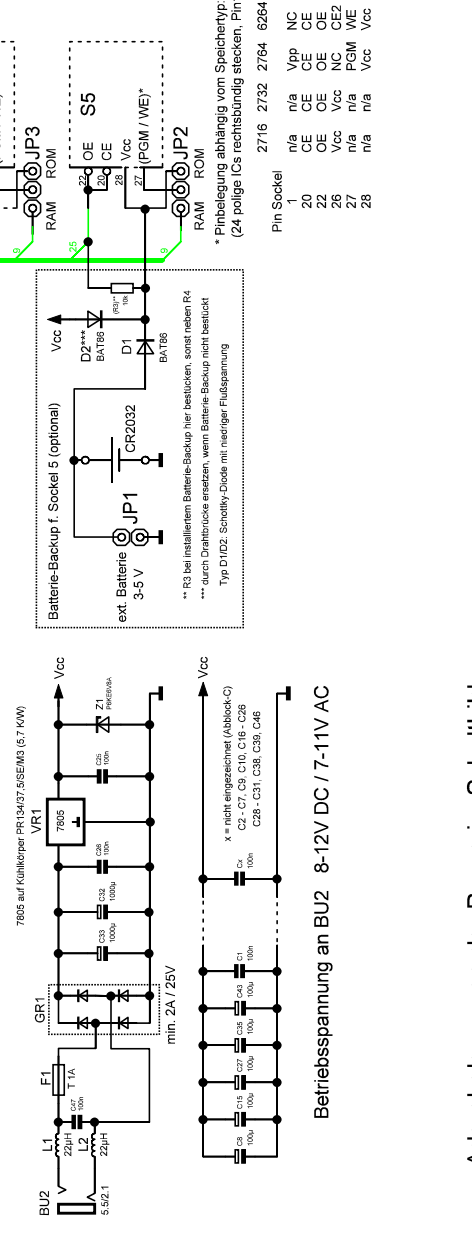 Betriebsspannung an BU2 8-12V DC / 7-11V AC
7805 auf Kühlkörper PR134/37,5/SE/M3 (5,7 K/W)
BU2
5.5/2.1
L1
22µH
L2
22µH
F1
T 1A
C47
100n
GR1
min. 2A / 25V
C33
1000µ
C32
1000µ
C26
100n
VR1
7805
C25
100n
Z1
P6KE6V8A
Vcc
C8
100µ
C15
100µ
C27
100µ
C35
100µ
C43
100µ
C1
100n
Cx
100n
Vcc
x = nicht eingezeichnet (Abblock-C)
C2 - C7, C9, C10, C16 - C26
C28 - C31, C38, C39, C46
Batterie-Backup f. Sockel 5 (optional)
ext. Batterie
3-5 V
JP1
CR2032
Vcc
D2***
BAT86
D1
BAT86
(R3)**
10k
** R3 bei installiertem Batterie-Backup hier bestücken, sonst neben R4
*** durch Drahtbrücke ersetzen, wenn Batterie-Backup nicht bestückt
Typ D1/D2: Schottky-Diode mit niedriger Flußspannung
9
25
9
RAM
JP3
ROM
S5
22
OE
20
CE
28
Vcc
27
(PGM / WE)*
RAM
JP2
ROM
* Pinbelegung abhängig vom Speichertyp:
(24 polige ICs rechtsbündig stecken,
Pin Sockel 2716 2732 2764 6264
1 n/a n/a Vpp NC
20 CE CE CE CE
22 OE OE OE OE
26 Vcc Vcc NC CE2
27 n/a n/a PGM WE
28 n/a n/a Vcc Vcc